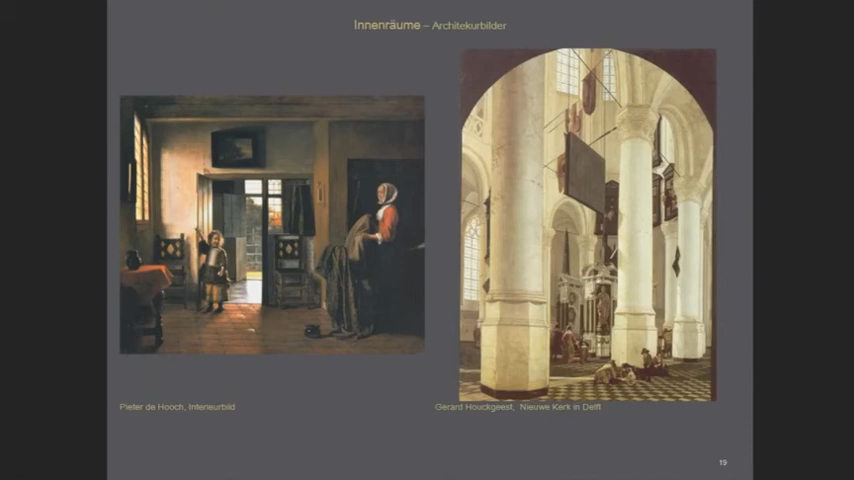 Innenräume – Architekurbilder
Pieter de Hooch, Interieurbild
Gerard Houckgeest, Nieuwe Kerk in Delft
19